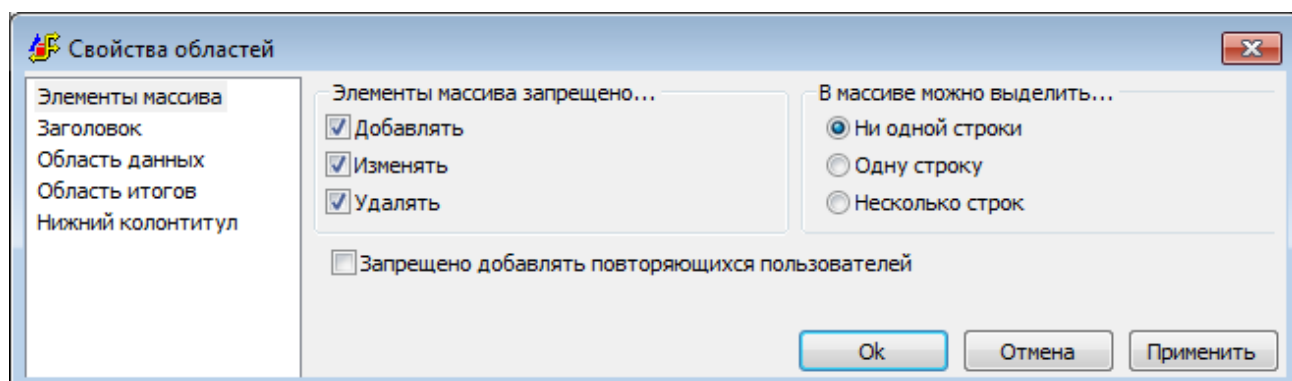 Свойства областей
Элементы массива
Заголовок
Область данных
Область итогов
Нижний колонтитул
Элементы массива запрещено...
Добавлять
Изменять
Удалять
В массиве можно выделить...
Ни одной строки
Одну строку
Несколько строк
Запрещено добавлять повторяющихся пользователей
Ok
Отмена
Применить